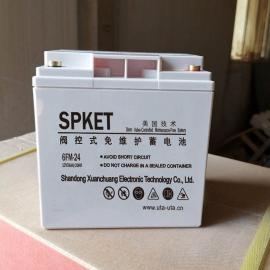 SPKET
美国技术
阀控式免维护蓄电池
6FM-24
AVOID SHORT CIRCUIT
DO NOT CHARGE IN A SEALED CONTAINER
Shandong Xuanchuang Electronic Technology Co., Ltd.
www.uta-uta.cn